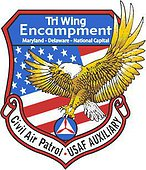 Tri Wing
Encampment
Maryland - Delaware - National Capital
Civil Air Patrol - USAF AUXILIARY